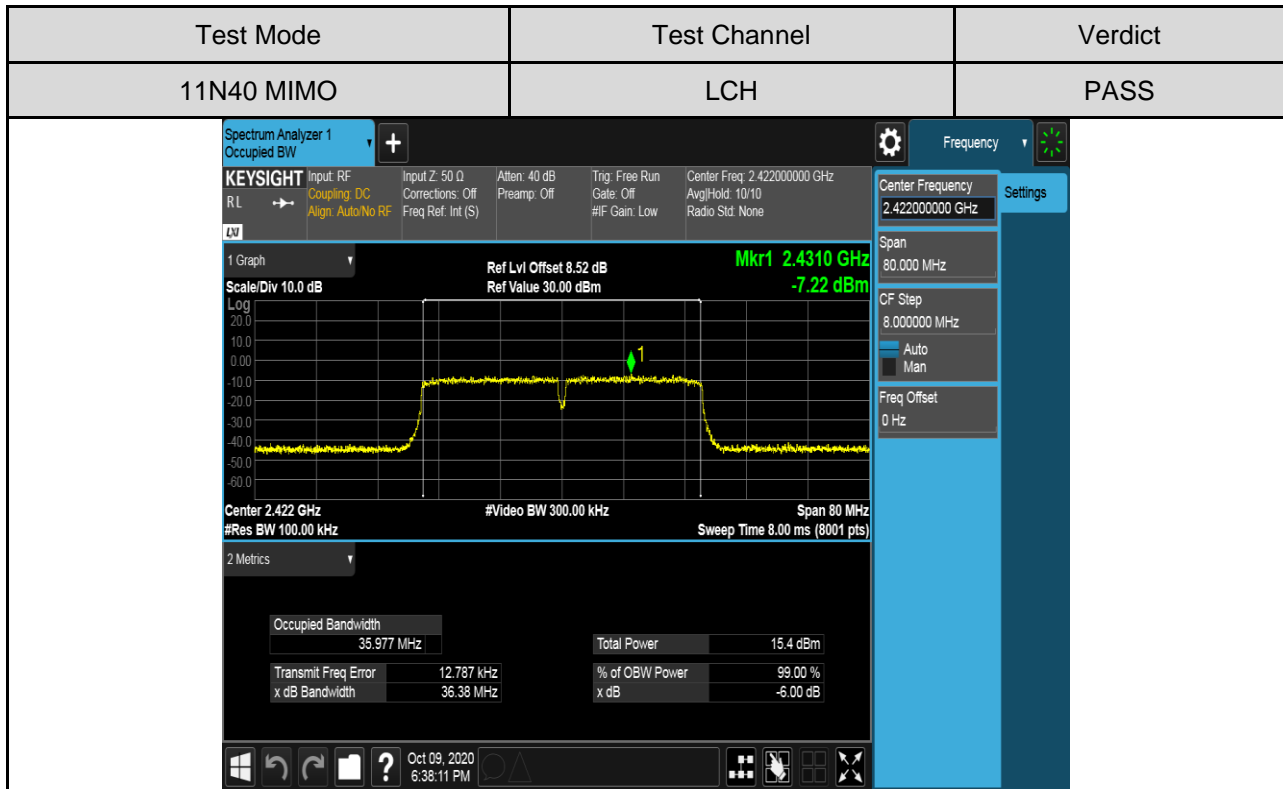 Test Mode Test Channel Verdict
11N40 MIMO LCH PASS
Spectrum Analyzer 1
Occupied BW
+
Frequency
KEYSIGHT Input: RF Input Z: 50 Ω Atten: 40 dB Trig: Free Run Center Freq: 2.422000000 GHz
RL Coupling: DC Corrections: Off Preamp: Off Gate: Off Avg|Hold: 10/10
Align: Auto/No RF Freq Ref: Int (S) #IF Gain: Low Radio Std: None
LXI
Center Frequency
2.422000000 GHz
Settings
Span
80.000 MHz
CF Step
8.000000 MHz
Auto
Man
Freq Offset
0 Hz
1 Graph Ref Lvl Offset 8.52 dB Mkr1 2.4310 GHz
Scale/Div 10.0 dB Ref Value 30.00 dBm -7.22 dBm
Log
20.0
10.0
0.00
-10.0
-20.0
-30.0
-40.0
-50.0
-60.0
1
Center 2.422 GHz #Video BW 300.00 kHz Span 80 MHz
#Res BW 100.00 kHz Sweep Time 8.00 ms (8001 pts)
2 Metrics
Occupied Bandwidth
35.977 MHz Total Power 15.4 dBm
Transmit Freq Error 12.787 kHz % of OBW Power 99.00 %
x dB Bandwidth 36.38 MHz x dB -6.00 dB
? Oct 09, 2020
6:38:11 PM